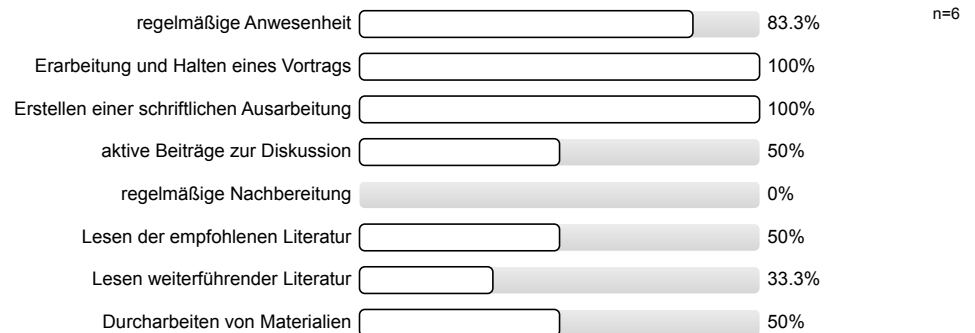 regelmäßige Anwesenheit 83.3% n=6
Erarbeitung und Halten eines Vortrags 100%
Erstellen einer schriftlichen Ausarbeitung 100%
aktive Beiträge zur Diskussion 50%
regelmäßige Nachbereitung 0%
Lesen der empfohlenen Literatur 50%
Lesen weiterführender Literatur 33.3%
Durcharbeiten von Materialien 50%